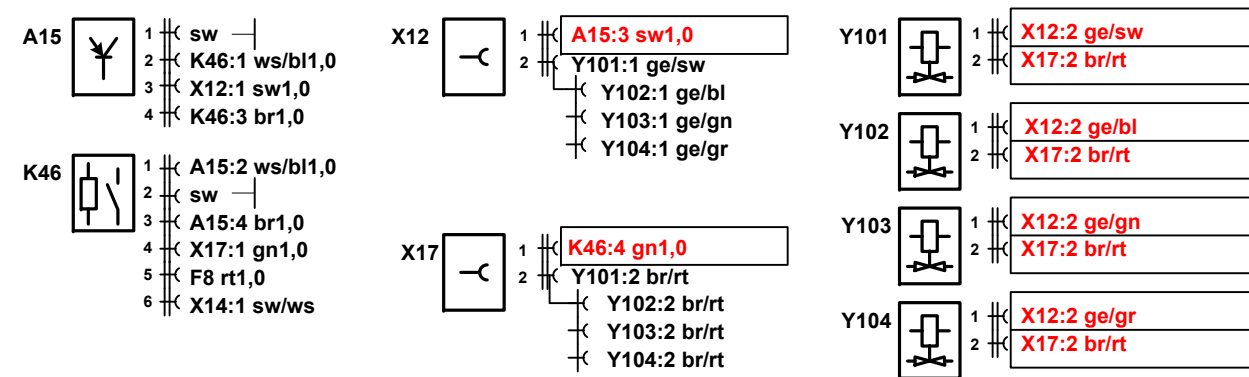 A15
1 sw
2 K46:1 ws/bl1,0
3 X12:1 sw1,0
4 K46:3 br1,0
K46
1 A15:2 ws/bl1,0
2 sw
3 A15:4 br1,0
4 X17:1 gn1,0
5 F8 rt1,0
6 X14:1 sw/ws
X12
1 A15:3 sw1,0
2 Y101:1 ge/sw
Y102:1 ge/bl
Y103:1 ge/gn
Y104:1 ge/gr
X17
1 K46:4 gn1,0
2 Y101:2 br/rt
Y102:2 br/rt
Y103:2 br/rt
Y104:2 br/rt
Y101
1 X12:2 ge/sw
2 X17:2 br/rt
Y102
1 X12:2 ge/bl
2 X17:2 br/rt
Y103
1 X12:2 ge/gn
2 X17:2 br/rt
Y104
1 X12:2 ge/gr
2 X17:2 br/rt